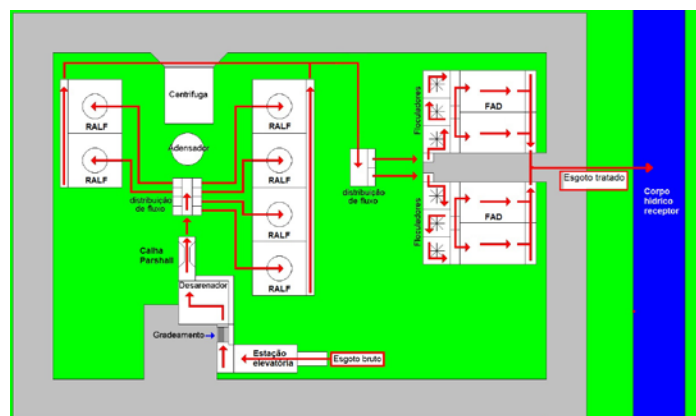 Centrífuga
RALF
RALF
Adensador
RALF
RALF
RALF
RALF
distribuição
de fluxo
Calha
Parshall
Desarenador
Gradeamento
Estação
elevatória
Esgoto bruto
distribuição
de fluxo
Floculadores
FAD
Floculadores
FAD
Esgoto tratado
Corpo
hídrico
receptor